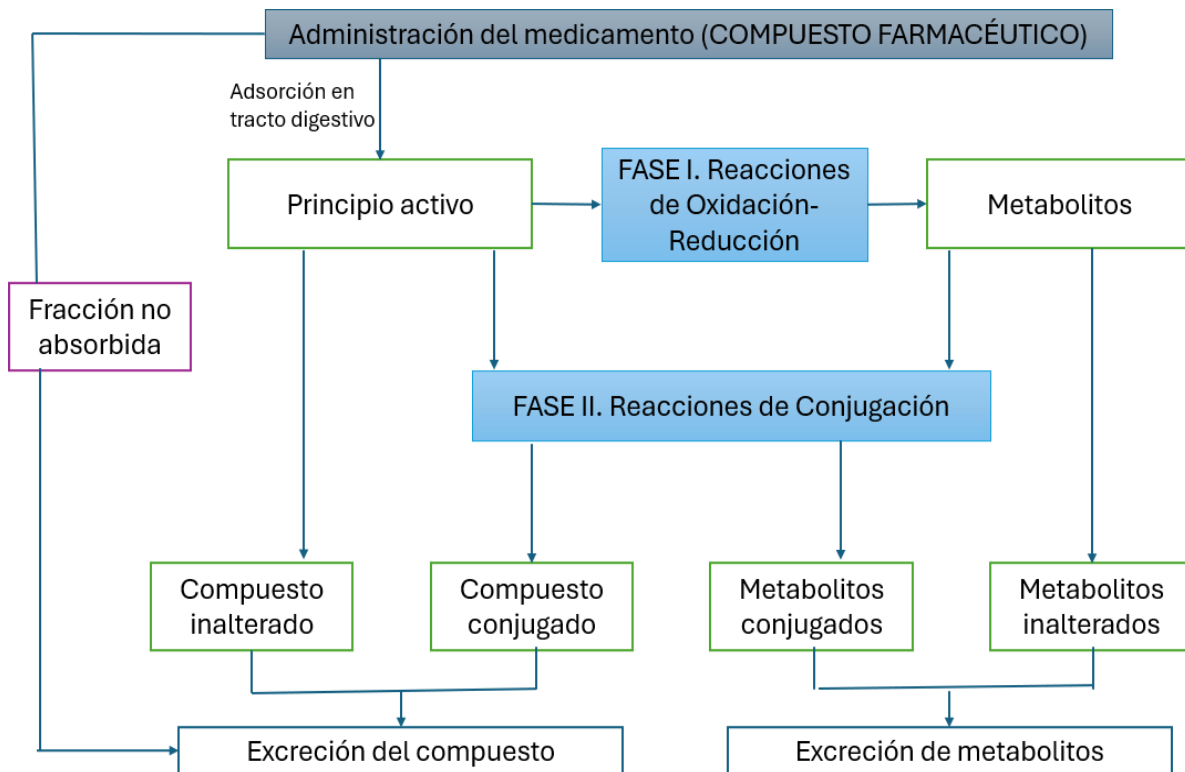 Administración del medicamento (COMPUESTO FARMACÉUTICO)
Adsorción en
tracto digestivo
Principio activo
FASE I. Reacciones
de Oxidación-
Reducción
Metabolitos
Fracción no
absorbida
FASE II. Reacciones de Conjugación
Compuesto
inalterado
Compuesto
conjugado
Metabolitos
conjugados
Metabolitos
inalterados
Excreción del compuesto
Excreción de metabolitos